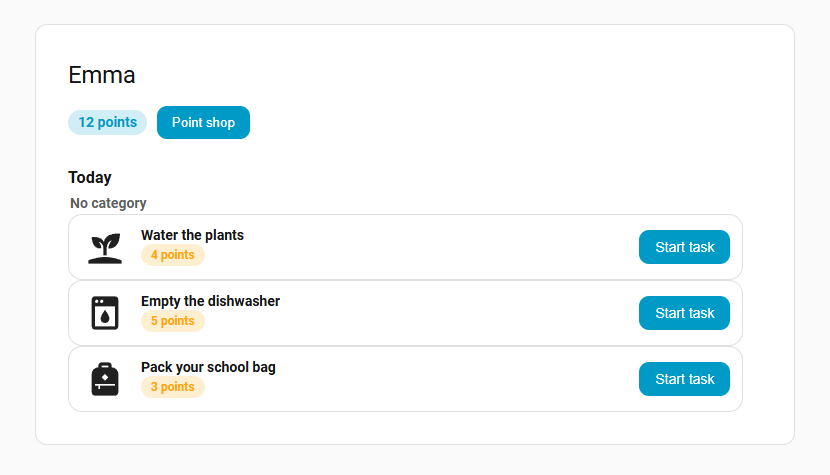 Emma
12 points
Point shop
Today
No category
Water the plants
4 points
Start task
Empty the dishwasher
5 points
Start task
Pack your school bag
3 points
Start task